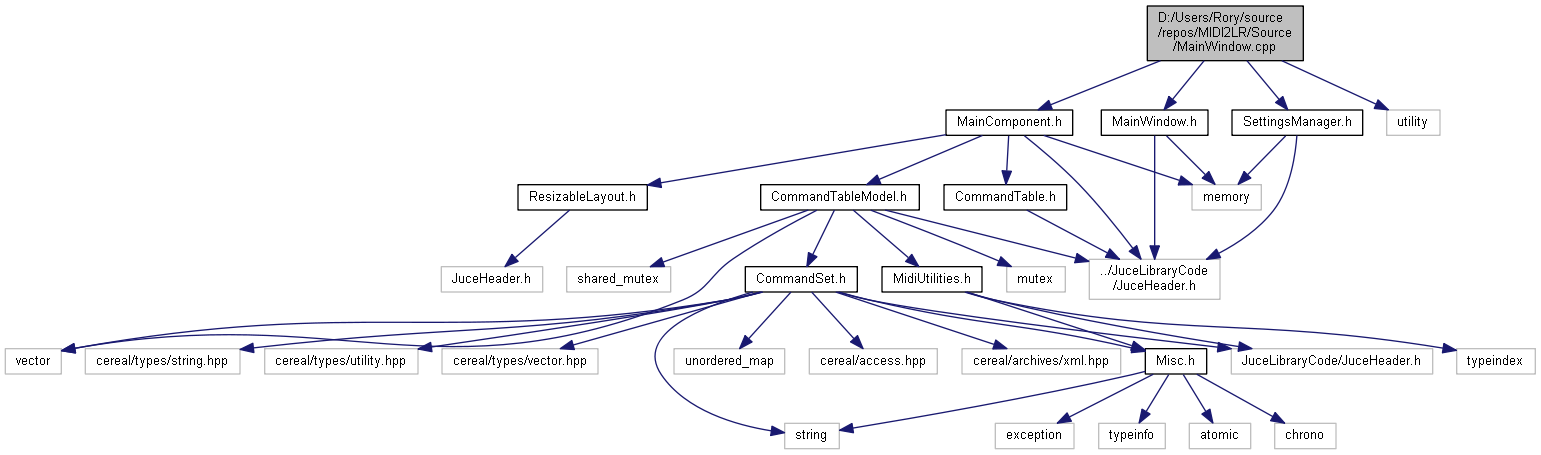 D:/Users/Rory/source
/repos/MIDI2LR/Source
/MainWindow.cpp
MainComponent.h
MainWindow.h
SettingsManager.h
utility
ResizableLayout.h
CommandTableModel.h
CommandTable.h
memory
JuceHeader.h
shared_mutex
CommandSet.h
MidiUtilities.h
mutex
../JuceLibraryCode
/JuceHeader.h
vector
cereal/types/string.hpp
cereal/types/utility.hpp
cereal/types/vector.hpp
unordered_map
cereal/access.hpp
cereal/archives/xml.hpp
Misc.h
JuceLibraryCode/JuceHeader.h
typeindex
string
exception
typeinfo
atomic
chrono